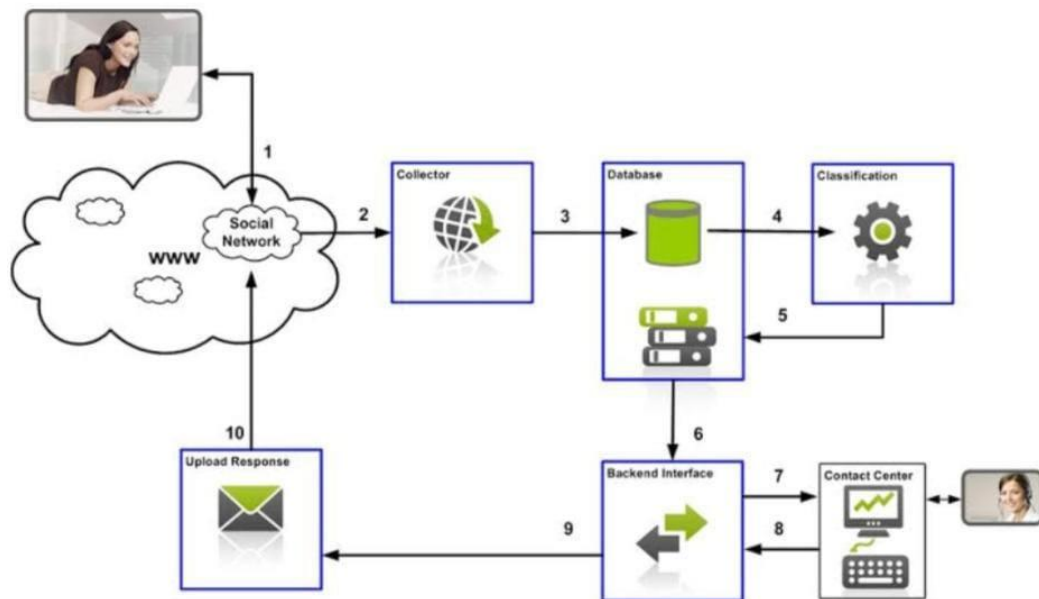 1
Collector
Database
Classification
Social
Network
2
3
4
www
5
10
6
Upload Response
Backend Interface
7
Contact Center
9
8